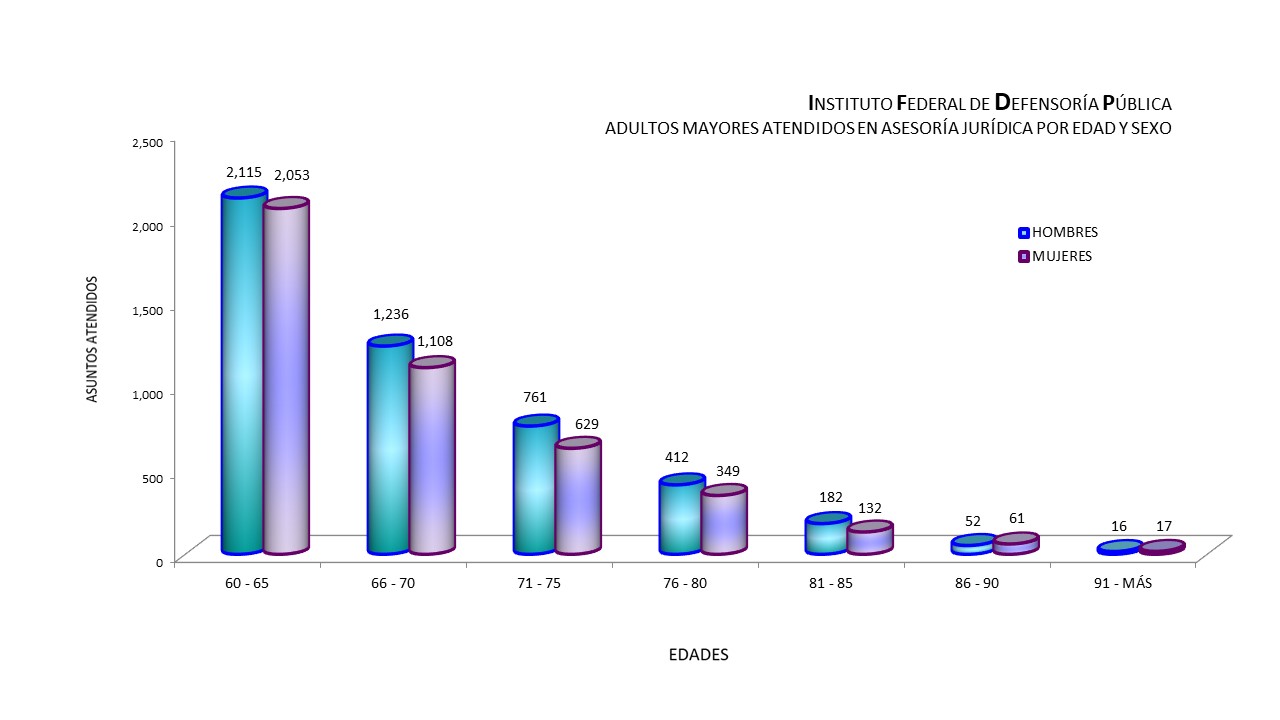 INSTITUTO FEDERAL DE DEFENSORÍA PÚBLICA
ADULTOS MAYORES ATENDIDOS EN ASESORÍA JURÍDICA POR EDAD Y SEXO
HOMBRES
MUJERES
ASUNTOS ATENDIDOS
2,500
2,000
1,500
1,000
500
0
2,115 2,053
1,236 1,108
761 629
412 349
182 132
52 61
16 17
60 - 65 66 - 70 71 - 75 76 - 80 81 - 85 86 - 90 91 - MÁS
EDADES